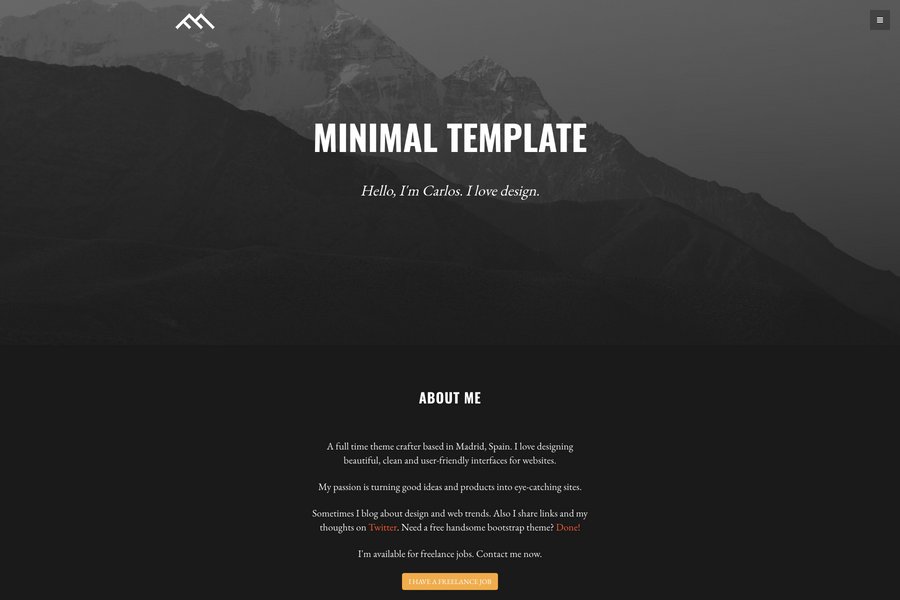 MINIMAL TEMPLATE
Hello, I'm Carlos. I love design.
ABOUT ME
A full time theme crafter based in Madrid, Spain. I love designing
beautiful, clean and user-friendly interfaces for websites.
My passion is turning good ideas and products into eye-catching sites.
Sometimes I blog about design and web trends. Also I share links and my
thoughts on Twitter. Need a free handsome bootstrap theme? Done!
I'm available for freelance jobs. Contact me now.
I HAVE A FREELANCE JOB